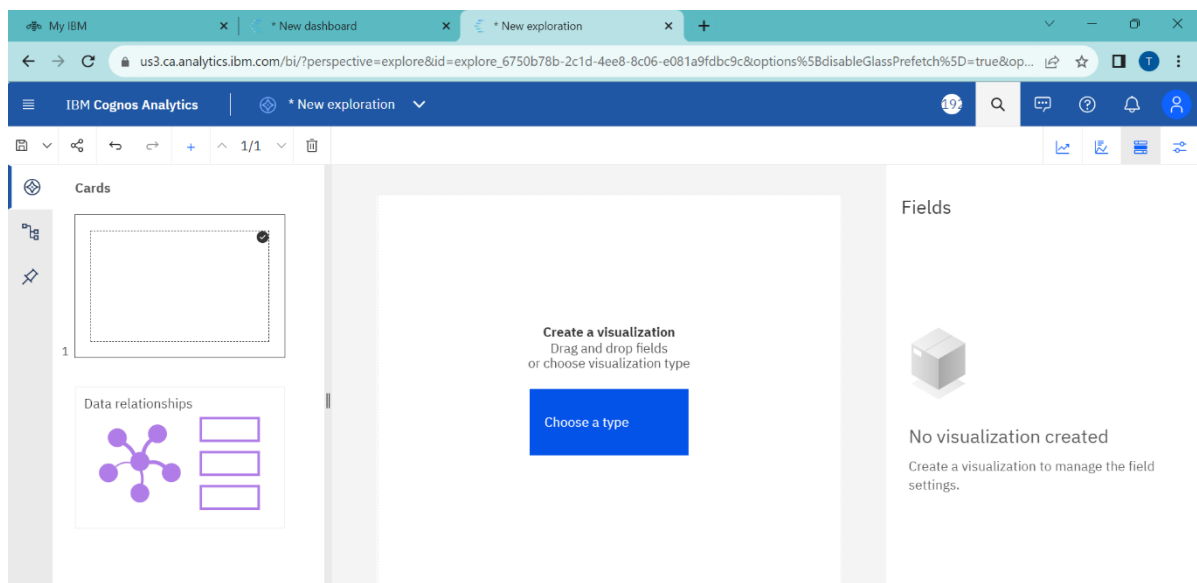 My IBM
* New dashboard
* New exploration
us3.ca.analytics.ibm.com/bi/?perspective=explore&id=explore_6750b78b-2c1d-4ee8-8c06-e081a9fdbc9c&options%5BdisableGlassPrefetch%5D=true&op...
T
IBM Cognos Analytics
* New exploration
192
1/1
Cards
1
Data relationships
Create a visualization
Drag and drop fields
or choose visualization type
Choose a type
Fields
No visualization created
Create a visualization to manage the field
settings.